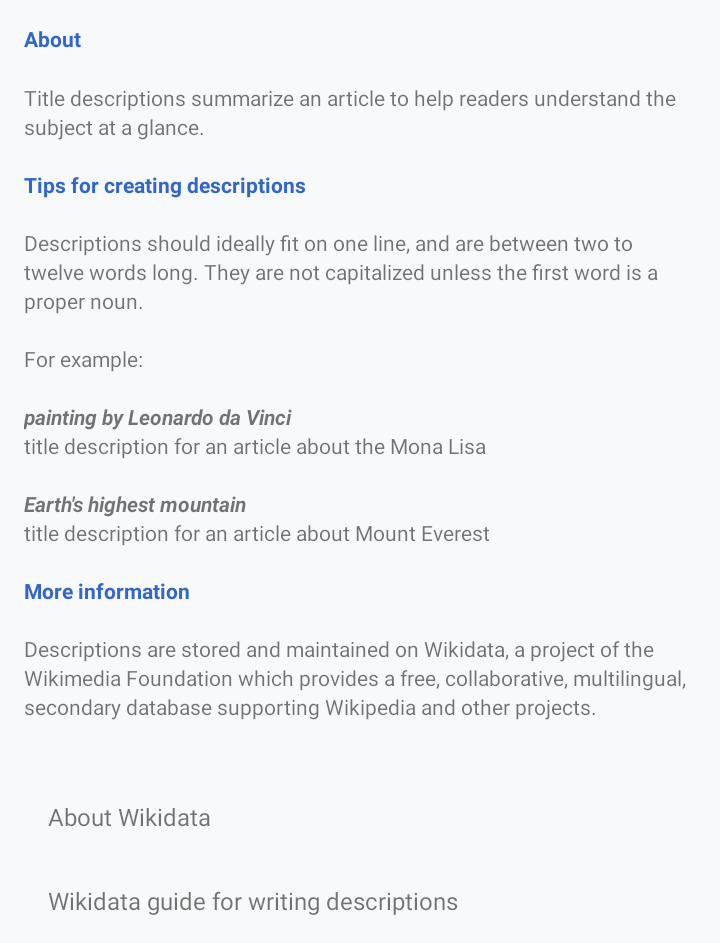 About
Title descriptions summarize an article to help readers understand the
subject at a glance.
Tips for creating descriptions
Descriptions should ideally fit on one line, and are between two to
twelve words long. They are not capitalized unless the first word is a
proper noun.
For example:
painting by Leonardo da Vinci
title description for an article about the Mona Lisa
Earth's highest mountain
title description for an article about Mount Everest
More information
Descriptions are stored and maintained on Wikidata, a project of the
Wikimedia Foundation which provides a free, collaborative, multilingual,
secondary database supporting Wikipedia and other projects.
About Wikidata
Wikidata guide for writing descriptions